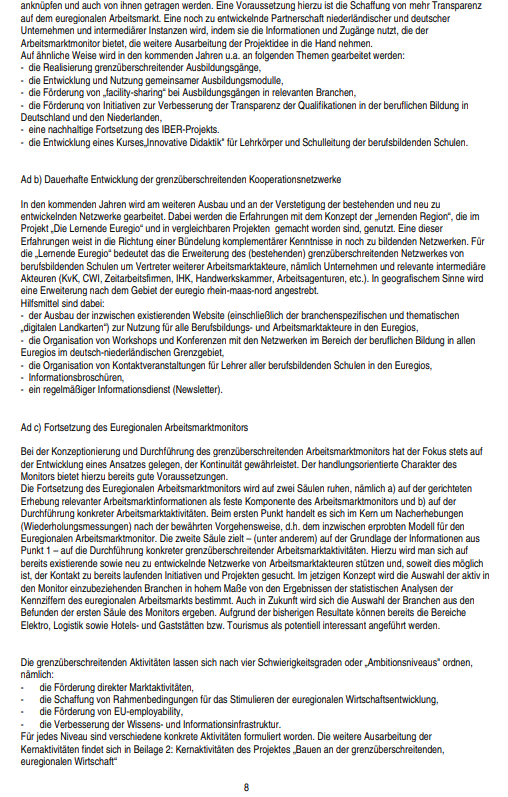 anknüpfen und auch von ihnen getragen werden. Eine Voraussetzung hierzu ist die Schaffung von mehr Transparenz
auf dem regionalen Arbeitsmarkt. Eine noch zu entwickelnde Partnerschaft niederländischer und deutscher
Unternehmen und intermediärer Instanzen wird, indem sie die Informationen und Zugänge nutzt, die der
Arbeitsmarktmonitor bietet, die weitere Ausarbeitung der Projektidee in die Hand nehmen.
Auf ähnliche Weise wird in den kommenden Jahren u.a. an folgenden Themen gearbeitet werden:
- die Realisierung grenzüberschreitender Ausbildungsgänge,
- die Entwicklung und Nutzung gemeinsamer Ausbildungsmodule,
- die Förderung von „facility-sharing“ bei Ausbildungsgängen in relevanten Branchen,
- die Förderung von Initiativen zur Verbesserung der Transparenz der Qualifikationen in der beruflichen Bildung in
Deutschland und den Niederlanden,
- eine nachhaltige Fortsetzung des IBER-Projekts.
- die Entwicklung eines Kurses„Innovative Didaktik“ für Lehrkörper und Schulleitung der berufsbildenden Schulen.
Ad b) Dauerhafte Entwicklung der grenzüberschreitenden Kooperationsnetzwerke
In den kommenden Jahren wird am weiteren Ausbau und an der Verstetigung der bestehenden und neu zu
entwickelnden Netzwerke gearbeitet. Dabei werden die Erfahrungen mit dem Konzept der „lernenden Region“, die im
Projekt „Die Lernende Euregio“ und in vergleichbaren Projekten gemacht worden sind, genutzt. Eine dieser
Erfahrungen weist in die Richtung einer Bündelung komplementärer Kenntnisse in noch zu bildenden Netzwerken. Für
die „Lernende Euregio“ bedeutet das die Erweiterung des (bestehenden) grenzüberschreitenden Netzwerkes von
berufsbildenden Schulen um Vertreter weiterer Arbeitsmarktakteure, nämlich Unternehmen und relevante intermediäre
Akteuren (KvK, CWI, Zeitarbeitsfirmen, IHK, Handwerkskammer, Arbeitsagenturen, etc.). In geografischem Sinne wird
eine Erweiterung nach dem Gebiet der euregio rhein-maas-nord angestrebt.
Hilfsmittel sind dabei:
- der Ausbau der inzwischen existierenden Website (einschließlich der branchenspezifischen und thematischen
„digitalen Landkarten“) zur Nutzung für alle Berufsbildungs- und Arbeitsmarktakteure in den Euregios,
- die Organisation von Workshops und Konferenzen mit den Netzwerken im Bereich der beruflichen Bildung in allen
Euregios im deutsch-niederländischen Grenzgebiet,
- die Organisation von Kontaktveranstaltungen für Lehrer aller berufsbildenden Schulen in den Euregios,
- Informationsbroschüren,
- ein regelmäßiger Informationsdienst (Newsletter).
Ad c) Fortsetzung des Euregionalen Arbeitsmarktmonitors
Bei der Konzeptionierung und Durchführung des grenzüberschreitenden Arbeitsmarktmonitors hat der Fokus stets auf
der Entwicklung eines Ansatzes gelegen, der Kontinuität gewährleistet. Der handlungsorientierte Charakter des
Monitors bietet hierzu bereits gute Voraussetzungen.
Die Fortsetzung des Euregionalen Arbeitsmarktmonitors wird auf zwei Säulen ruhen, nämlich a) auf der gerichteten
Erhebung relevanter Arbeitsmarktinformationen als feste Komponente des Arbeitsmarktmonitors und b) auf der
Durchführung konkreter Arbeitsmarktaktivitäten. Beim ersten Punkt handelt es sich im Kern um Nacherhebungen
(Wiederholungsmessungen) nach der bewährten Vorgehensweise, d.h. dem inzwischen erprobten Modell für den
Euregionalen Arbeitsmarktmonitor. Die zweite Säule zielt – (unter anderem) auf der Grundlage der Informationen aus
Punkt 1 – auf die Durchführung konkreter grenzüberschreitender Arbeitsmarktaktivitäten. Hierzu wird man sich auf
bereits existierende sowie neu zu entwickelnde Netzwerke von Arbeitsmarktakteuren stützen und, soweit dies möglich
ist, der Kontakt zu bereits laufenden Initiativen und Projekten gesucht. Im jetzigen Konzept wird die Auswahl der aktiv in
den Monitor einzubeziehenden Branchen in hohem Maße von den Ergebnissen der statistischen Analysen der
Kennziffern des euregionalen Arbeitsmarkts bestimmt. Auch in Zukunft wird sich die Auswahl der Branchen aus den
Befunden der ersten Säule des Monitors ergeben. Aufgrund der bisherigen Resultate können bereits die Bereiche
Elektro, Logistik sowie Hotels- und Gaststätten bzw. Tourismus als potentiell interessant angeführt werden.
Die grenzüberschreitenden Aktivitäten lassen sich nach vier Schwierigkeitsgraden oder „Ambitionsniveaus“ ordnen,
nämlich:
- die Förderung direkter Marktaktivitäten,
- die Schaffung von Rahmenbedingungen für das Stimulieren der euregionalen Wirtschaftsentwicklung,
- die Förderung von EU-employability,
- die Verbesserung der Wissens- und Informationsinfrastruktur.
Für jedes Niveau sind verschiedene konkrete Aktivitäten formuliert worden. Die weitere Ausarbeitung der
Kernaktivitäten findet sich in Beilage 2: Kernaktivitäten des Projektes „Bauen an der grenzüberschreitenden,
euregionalen Wirtschaft“
8